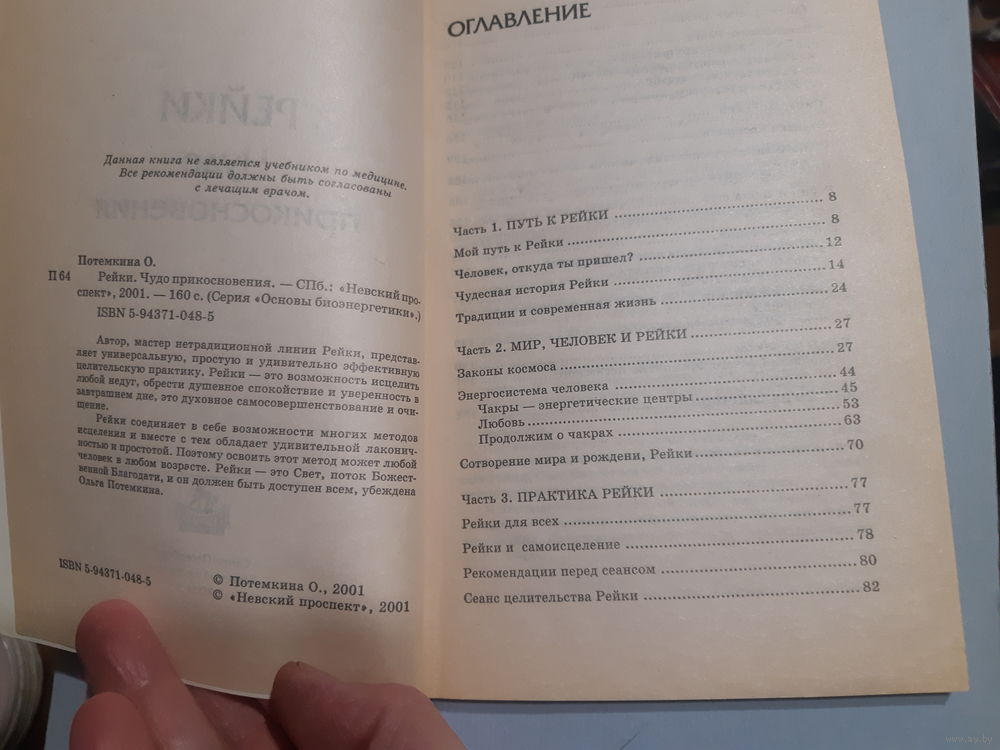 Данная книга не является учебником по медицине.
Все рекомендации должны быть согласованы
с лечащим врачом.
Потемкина О.
П 64 Рейки. Чудо прикосновения. — СПб.: «Невский про-
спект», 2001. — 160 с. (Серия «Основы биоэнергетики».)
ISBN 5-94371-048-5
Автор, мастер нетрадиционной линии Рейки, представ-
ляет универсальную, простую и удивительно эффективную
целительскую практику. Рейки — это возможность исцелить
любой недуг, обрести душевное спокойствие и уверенность в
завтрашнем дне, это духовное самосовершенствование и очи-
щение.
Рейки соединяет в себе возможности многих методов
исцеления и вместе с тем обладает удивительной лаконич-
ностью и простотой. Поэтому освоить этот метод может любой
человек в любом возрасте. Рейки — это Свет, поток Божест-
венной Благодати, и он должен быть доступен всем, убеждена
Ольга Потемкина.
ISBN 5-94371-048-5
© Потемкина О., 2001
© «Невский проспект», 2001
ОГЛАВЛЕНИЕ
Часть 1. ПУТЬ К РЕЙКИ 8
Мой путь к Рейки 8
Человек, откуда ты пришел? 12
Чудесная история Рейки 14
Традиции и современная жизнь 24
Часть 2. МИР, ЧЕЛОВЕК И РЕЙКИ 27
Законы космоса 27
Энергосистема человека 44
Чакры — энергетические центры 45
Любовь 53
Продолжим о чакрах 63
Сотворение мира и рождени, Рейки 70
Часть 3. ПРАКТИКА РЕЙКИ 77
Рейки для всех 77
Рейки и самоисцеление 78
Рекомендации перед сеансом 80
Сеанс целительства Рейки 82
www.ay.by